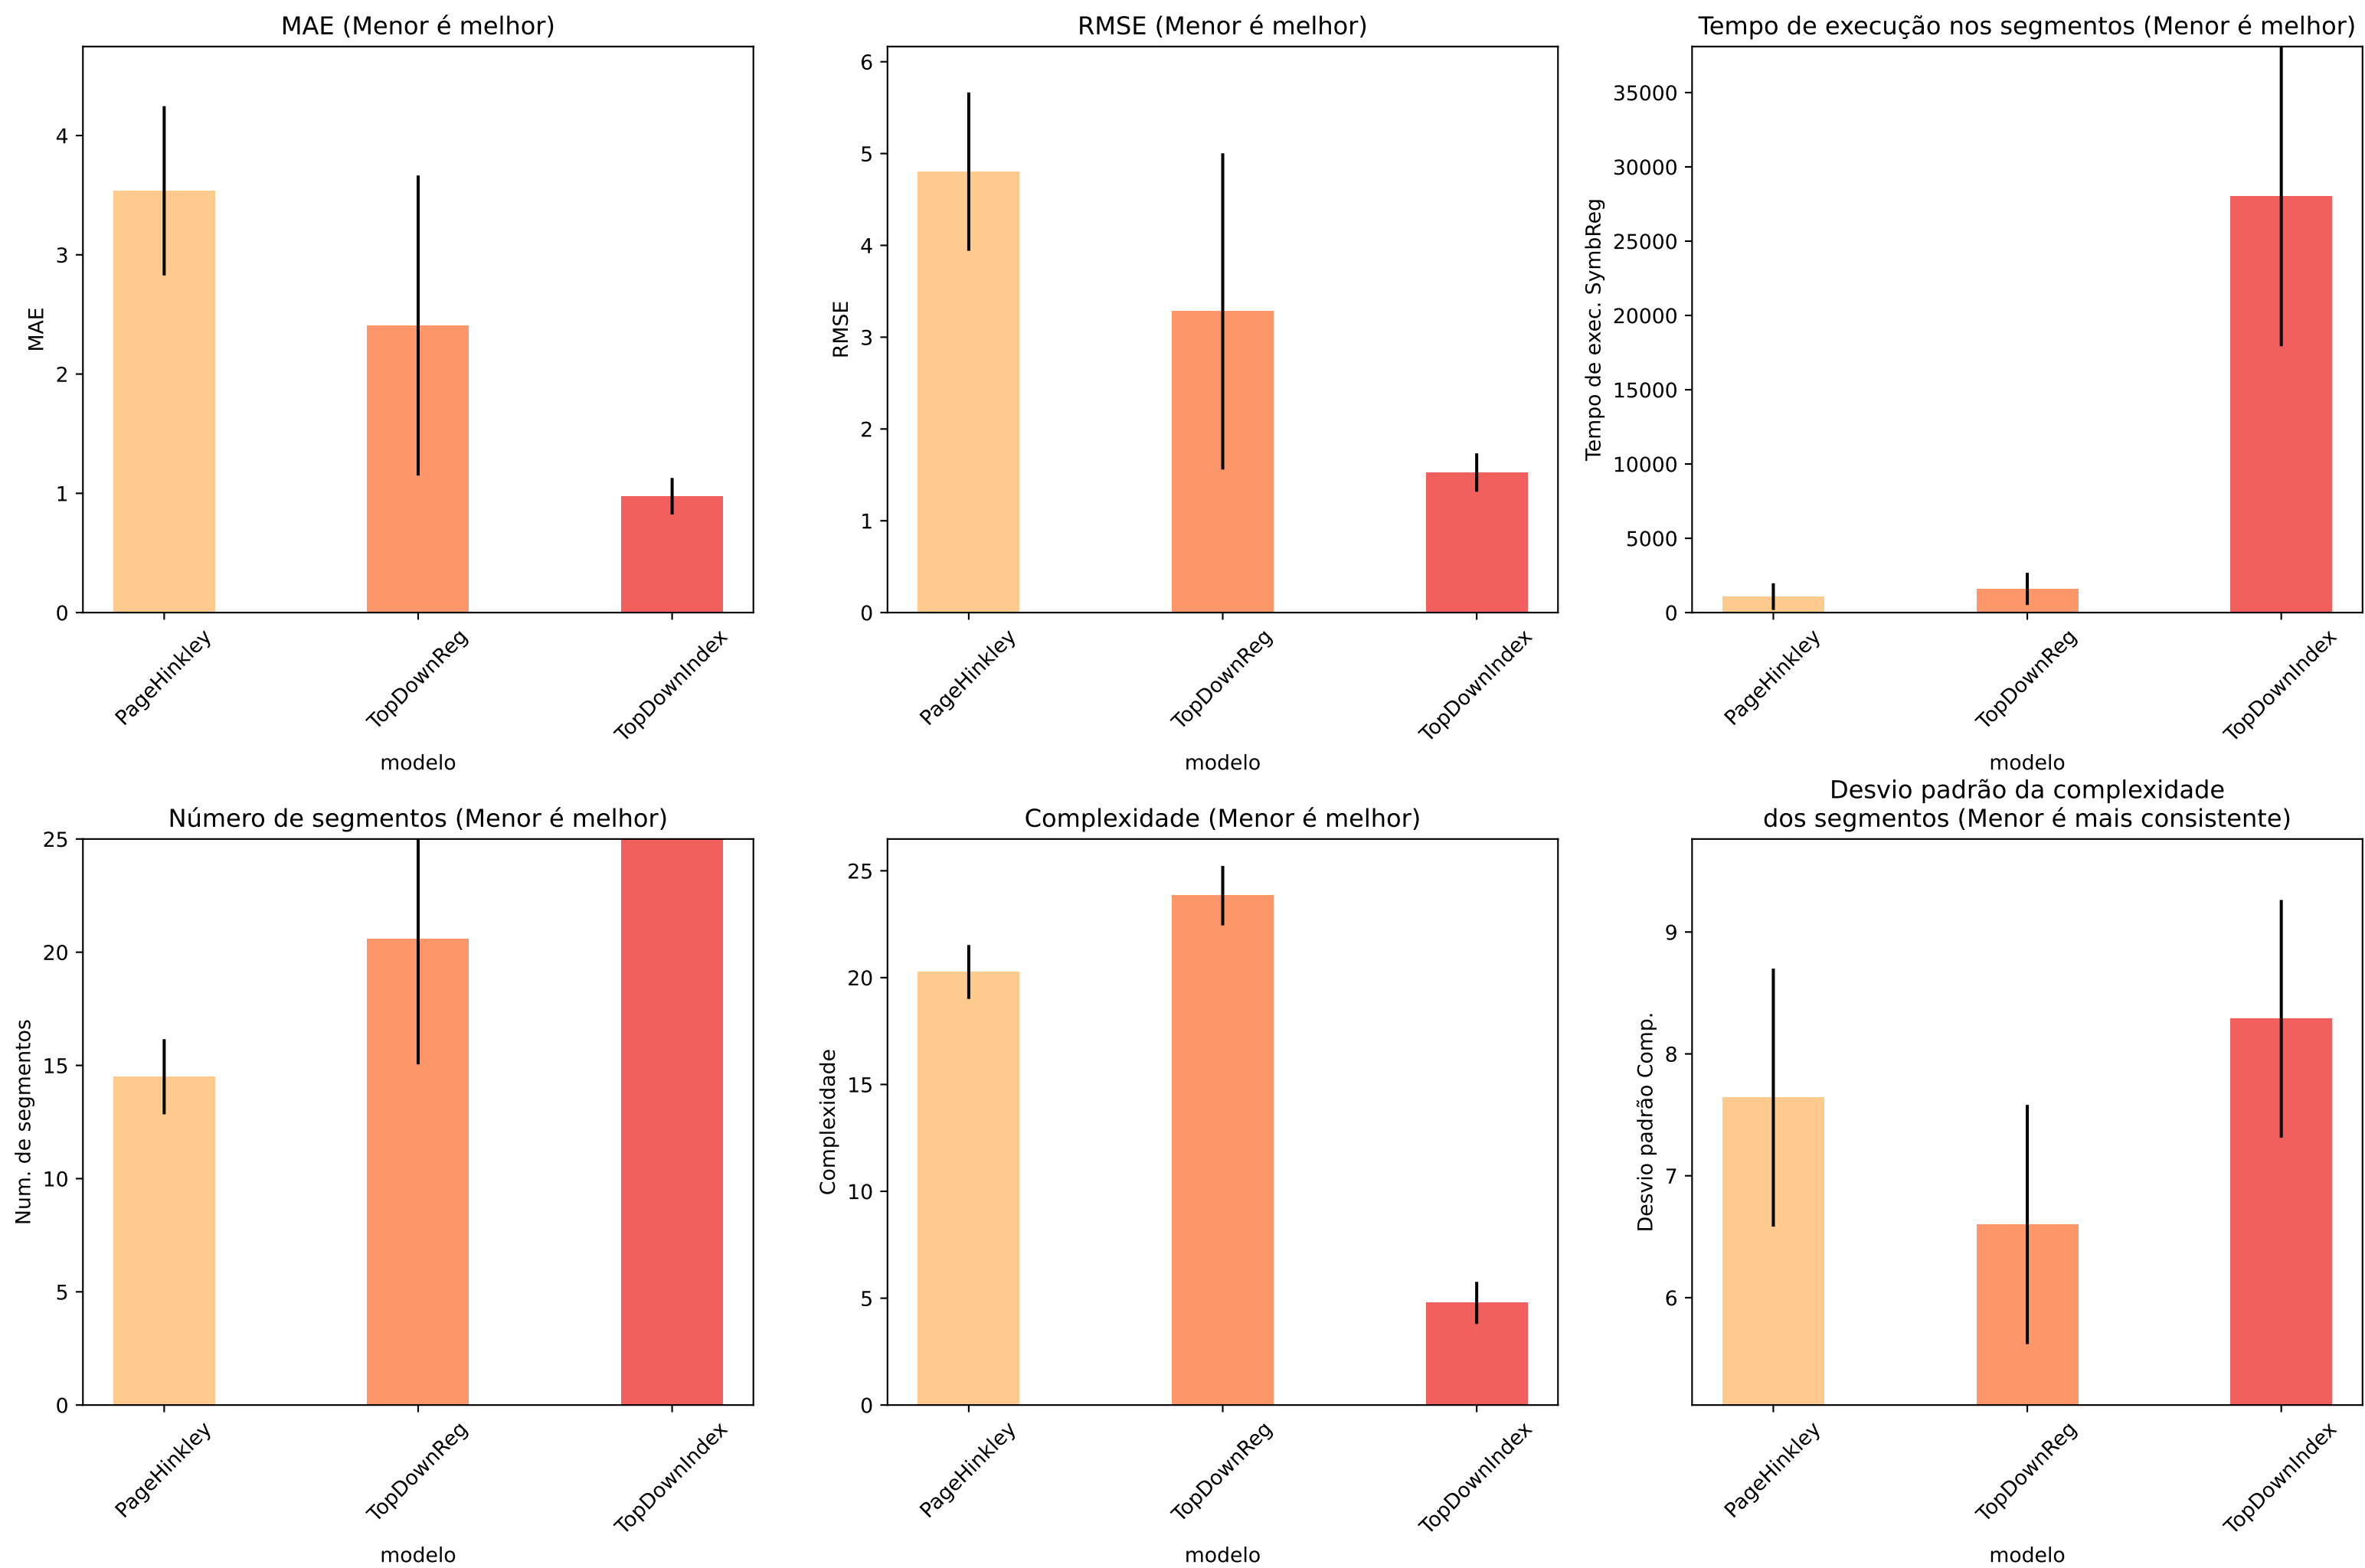 MAE (Menor é melhor)
MAE
4
3
2
1
0
PageHinkley
TopDownReg
TopDownIndex
modelo
RMSE (Menor é melhor)
RMSE
6
5
4
3
2
1
0
PageHinkley
TopDownReg
TopDownIndex
modelo
Tempo de execução nos segmentos (Menor é melhor)
Tempo de exec. SymbReg
35000
30000
25000
20000
15000
10000
5000
0
PageHinkley
TopDownReg
TopDownIndex
modelo
Número de segmentos (Menor é melhor)
Num. de segmentos
25
20
15
10
5
0
PageHinkley
TopDownReg
TopDownIndex
modelo
Complexidade (Menor é melhor)
Complexidade
25
20
15
10
5
0
PageHinkley
TopDownReg
TopDownIndex
modelo
Desvio padrão da complexidade
dos segmentos (Menor é mais consistente)
Desvio padrão Comp.
9
8
7
6
PageHinkley
TopDownReg
TopDownIndex
modelo